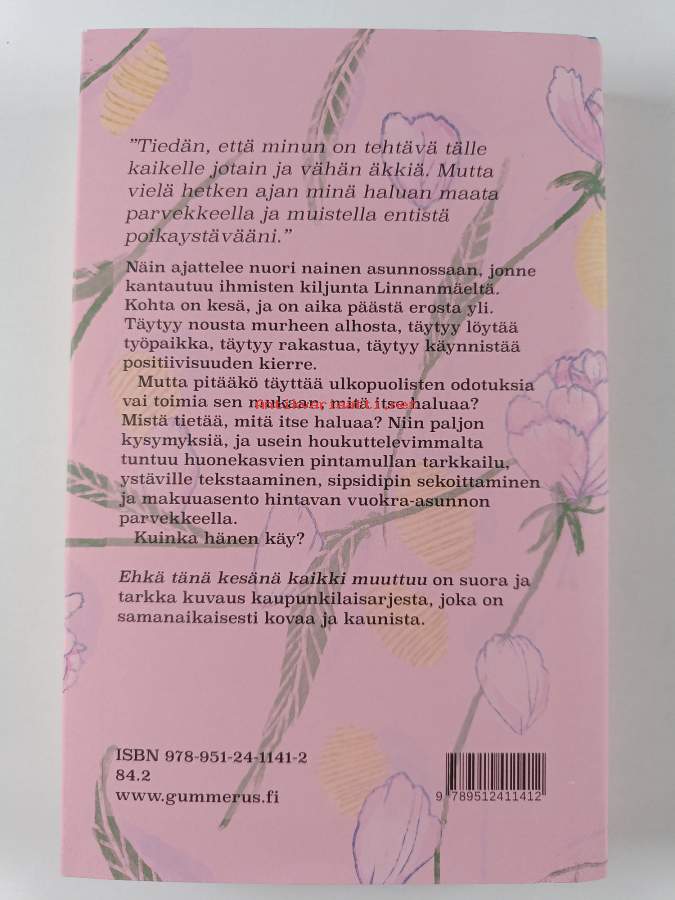 "Tiedän, että minun on tehtävä tälle
kaikelle jotain ja vähän äkkiä. Mutta
vielä hetken ajan minä haluan maata
parvekkeella ja muistella entistä
poikaystävääni."
Näin ajattelee nuori nainen asunnossaan, jonne
kantautuu ihmisten kiljunta Linnanmäeltä.
Kohta on kesä, ja on aika päästä erosta yli.
Täytyy nousta murheen alhosta, täytyy löytää
työpaikka, täytyy rakastua, täytyy käynnistää
positiivisuuden kierre.
Mutta pitääkö täyttää ulkopuolisten odotuksia
vai toimia sen mukaan, mitä itse haluaa?
Antikvariaatti.net
Mistä tietää, mitä itse haluaa? Niin paljon
kysymyksiä, ja usein houkuttelevimmalta
tuntuu huonekasvien pintamullan tarkkailu,
ystäville tekstaaminen, sipsidipin sekoittaminen
ja makuuasento hintavan vuokra-asunnon
parvekkeella.
Kuinka hänen käy?
Ehkä tänä kesänä kaikki muuttuu on suora ja
tarkka kuvaus kaupunkilaisarjesta, joka on
samanaikaisesti kovaa ja kaunista.
ISBN 978-951-24-1141-2
84.2
www.gummerus.fi
9 789512 411412